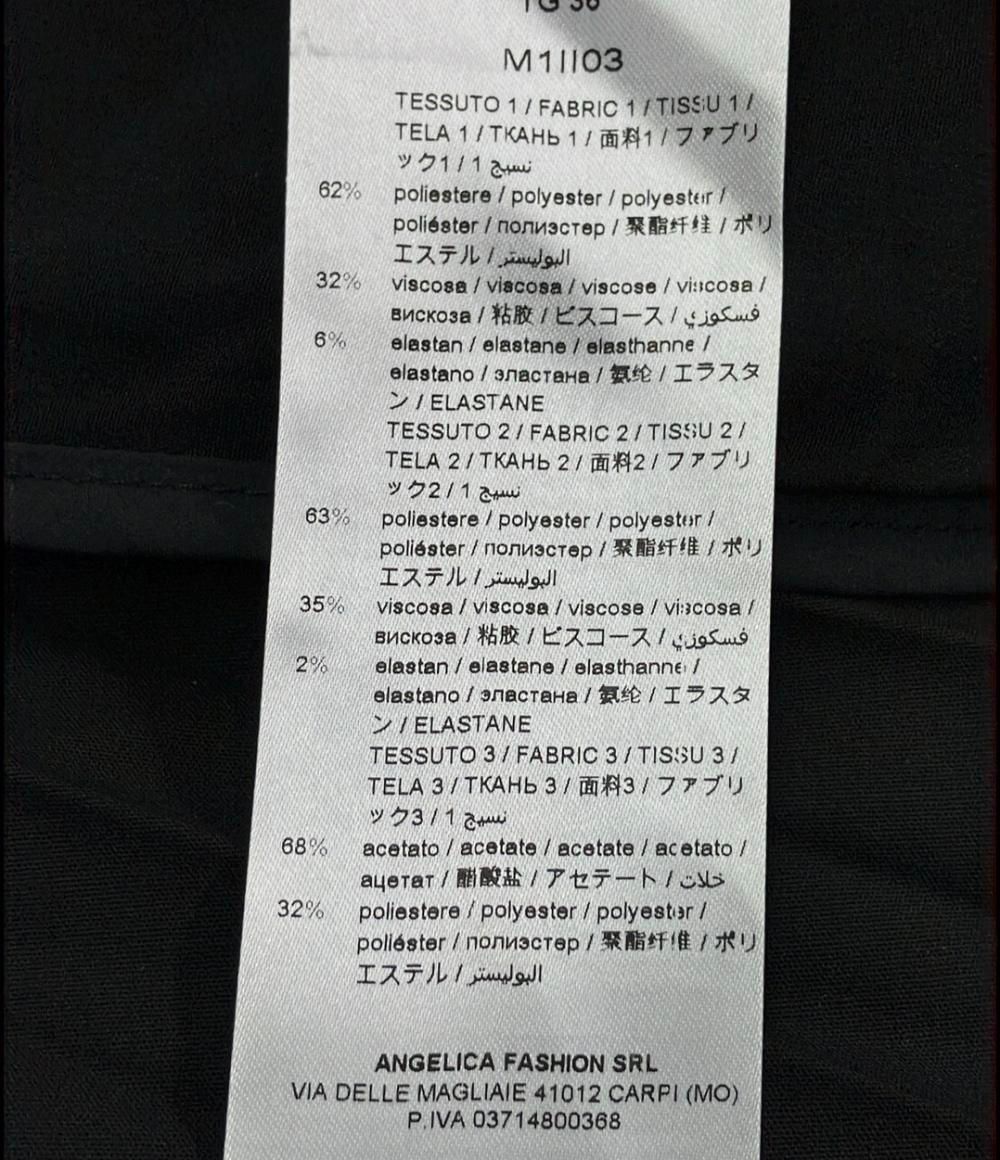 TG 36
M1II03
TESSUTO 1 / FABRIC 1 / TISSU 1 /
TELA 1 / ТКАНЬ 1 / 面料1 / ファブリ
ック1 / 1 نسيج
62% poliestere / polyester / polyester /
poliéster / полиэстер / 聚酯纤维 / ポリ
エステル / البوليستر
32% viscosa / viscosa / viscose / viscosa /
вискоза / 粘胶 / ビスコース / فسكوزي
6% elastan / elastane / elasthanne /
elastano / эластана / 氨纶 / エラスタ
ン / ELASTANE
TESSUTO 2 / FABRIC 2 / TISSU 2 /
TELA 2 / ТКАНЬ 2 / 面料2 / ファブリ
ック2 / 1 نسيج
63% poliestere / polyester / polyester /
poliéster / полиэстер / 聚酯纤维 / ポリ
エステル / البوليستر
35% viscosa / viscosa / viscose / viscosa /
вискоза / 粘胶 / ビスコース / فسكوزي
2% elastan / elastane / elasthanne /
elastano / эластана / 氨纶 / エラスタ
ン / ELASTANE
TESSUTO 3 / FABRIC 3 / TISSU 3 /
TELA 3 / ТКАНЬ 3 / 面料3 / ファブリ
ック3 / 1 نسيج
68% acetato / acetate / acetate / acetato /
ацетат / 醋酸盐 / アセテート / خلات
32% poliestere / polyester / polyester /
poliéster / полиэстер / 聚酯纤维 / ポリ
エステル / البوليستر
ANGELICA FASHION SRL
VIA DELLE MAGLIAIE 41012 CARPI (MO)
P.IVA 03714800368